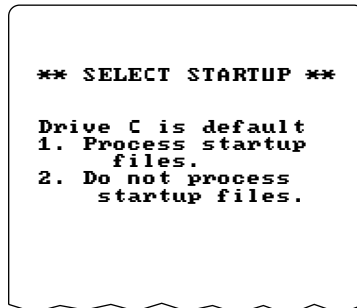 ** SELECT STARTUP **
Drive C is default
1. Process startup
files.
2. Do not process
startup files.